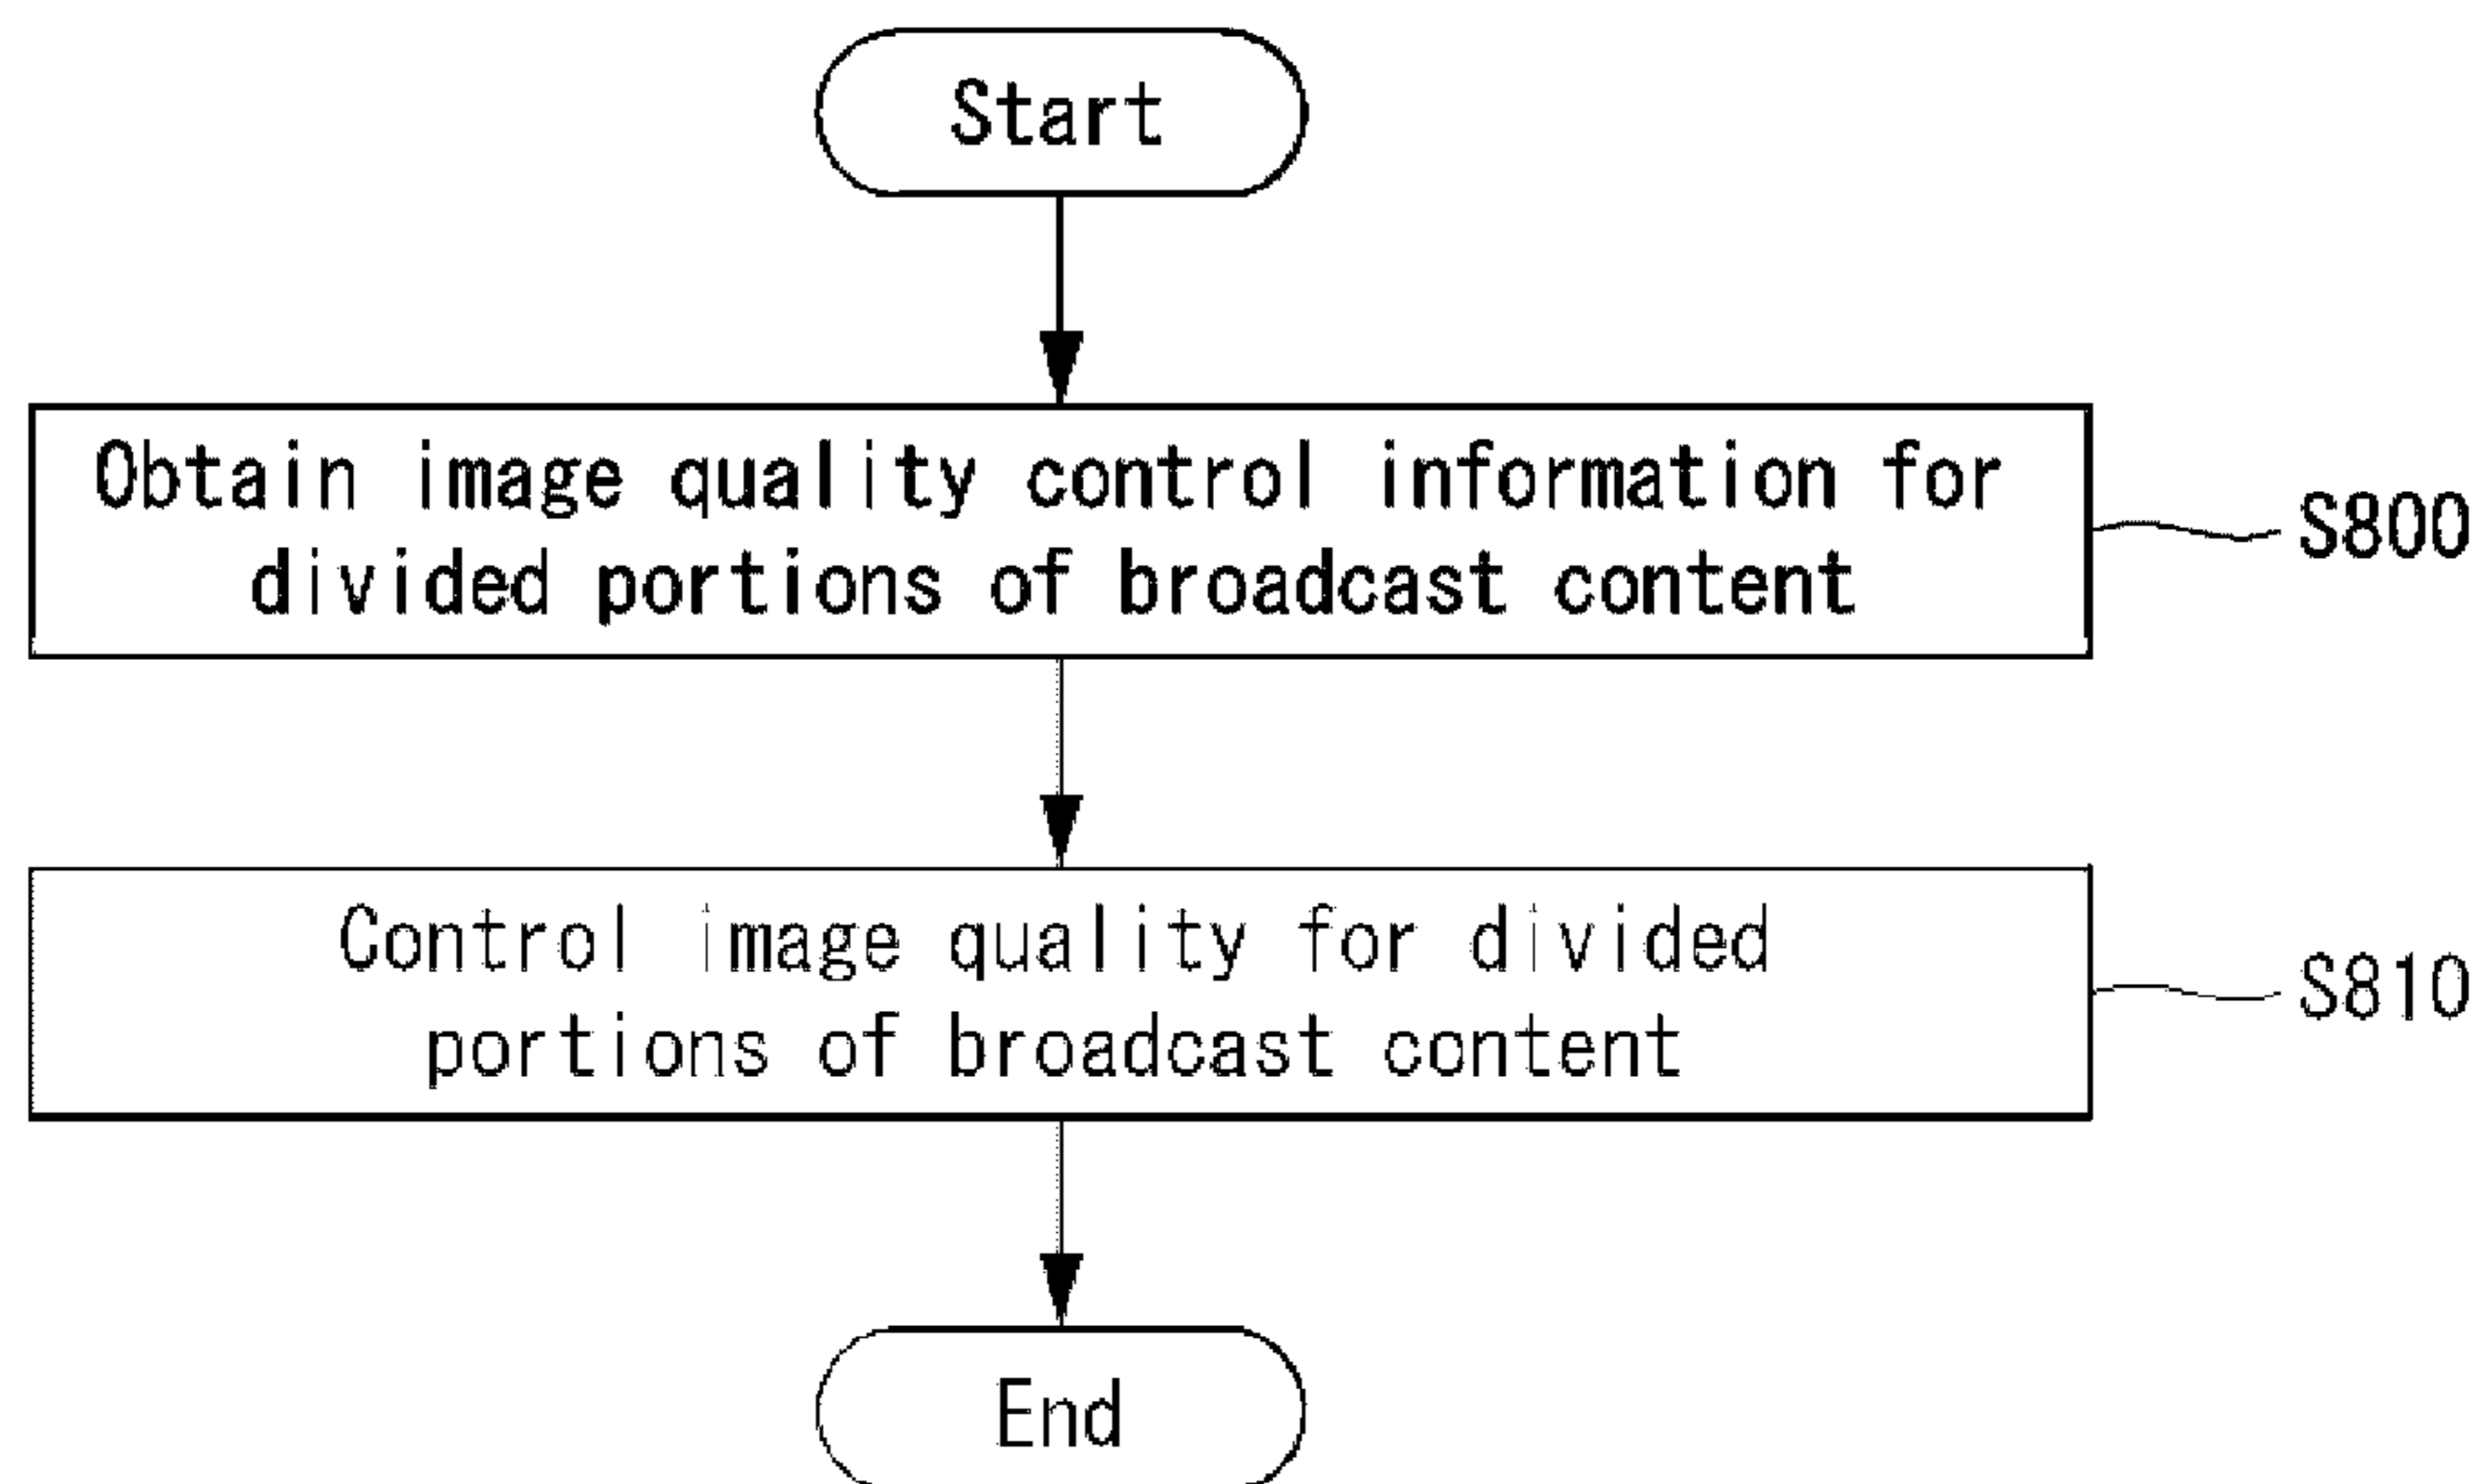 Start
Obtain image quality control information for
divided portions of broadcast content
S800
Control image quality for divided
portions of broadcast content
S810
End